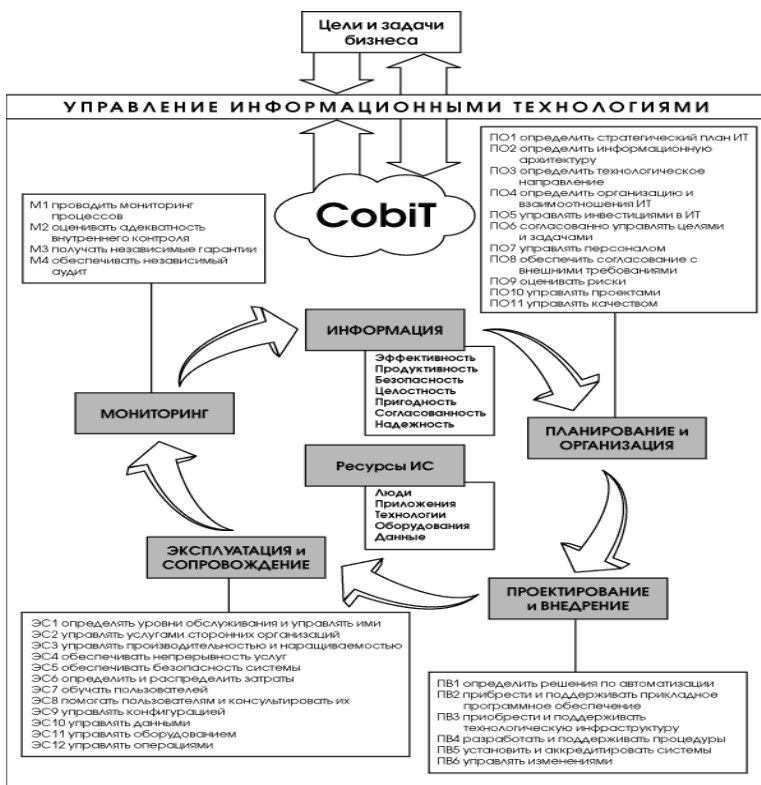 Цели и задачи
бизнеса
УПРАВЛЕНИЕ ИНФОРМАЦИОННЫМИ ТЕХНОЛОГИЯМИ
CobiT
М1 проводить мониторинг
процессов
М2 оценивать адекватность
внутреннего контроля
М3 получать независимые гарантии
М4 обеспечивать независимый
аудит
ПО1 определить стратегический план ИТ
ПО2 определить информационную
архитектуру
ПО3 определить технологическое
направление
ПО4 определить организацию и
взаимоотношения ИТ
ПО5 управлять инвестициями в ИТ
ПО6 согласованно управлять целями
и задачами
ПО7 управлять персоналом
ПО8 обеспечить согласование с
внешними требованиями
ПО9 оценивать риски
ПО10 управлять проектами
ПО11 управлять качеством
ИНФОРМАЦИЯ
Эффективность
Продуктивность
Безопасность
Целостность
Пригодность
Согласованность
Надежность
МОНИТОРИНГ
ПЛАНИРОВАНИЕ и
ОРГАНИЗАЦИЯ
Ресурсы ИС
Люди
Приложения
Технологии
Оборудования
Данные
ЭКСПЛУАТАЦИЯ и
СОПРОВОЖДЕНИЕ
ПРОЕКТИРОВАНИЕ
и ВНЕДРЕНИЕ
ЭС1 определять уровни обслуживания и управлять ими
ЭС2 управлять услугами сторонних организаций
ЭС3 управлять производительностью и наращиваемостью
ЭС4 обеспечивать непрерывность услуг
ЭС5 обеспечивать безопасность системы
ЭС6 определить и распределить затраты
ЭС7 обучать пользователей
ЭС8 помогать пользователям и консультировать их
ЭС9 управлять конфигурацией
ЭС10 управлять данными
ЭС11 управлять оборудованием
ЭС12 управлять операциями
ПВ1 определить решения по автоматизации
ПВ2 прибрести и поддерживать прикладное
программное обеспечение
ПВ3 приобрести и поддерживать
технологическую инфраструктуру
ПВ4 разработать и поддерживать процедуры
ПВ5 установить и аккредитировать системы
ПВ6 управлять изменениями